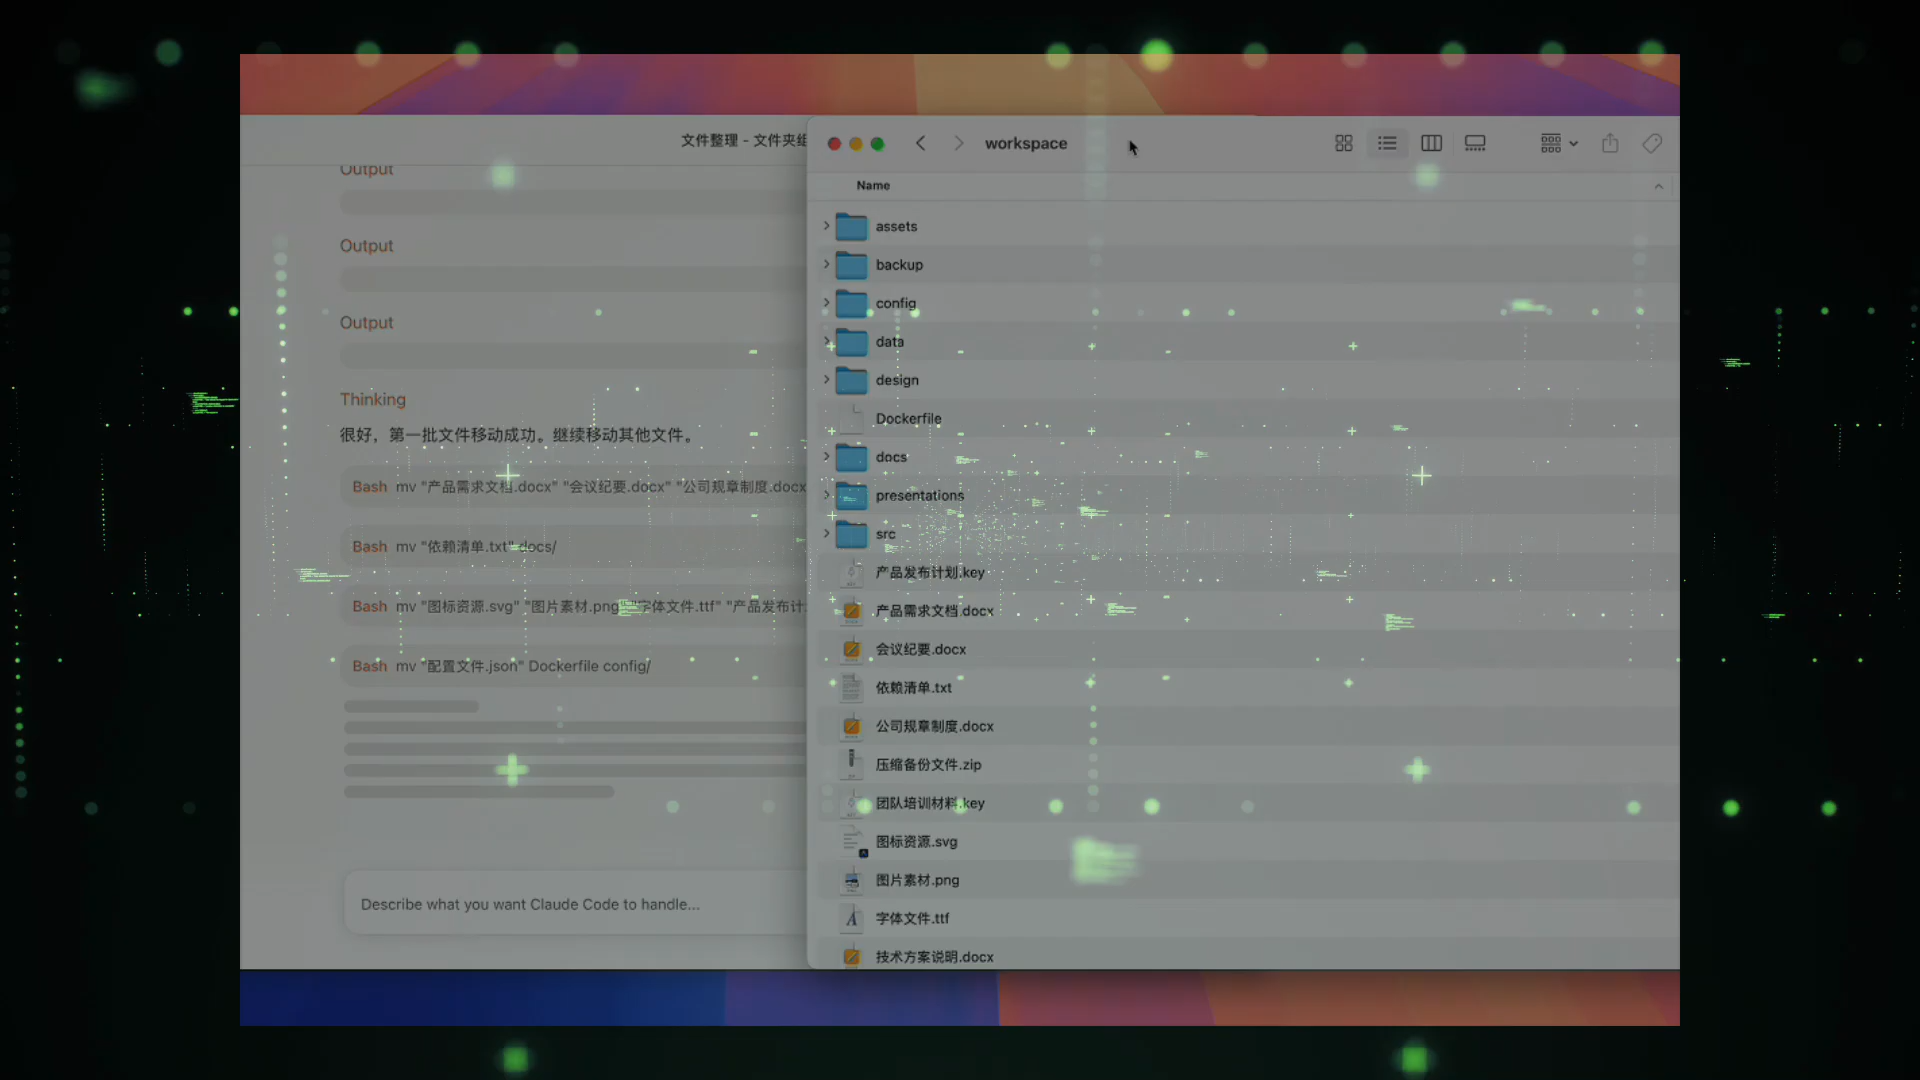 文件整理 - 文件夹组
Output
Output
Output
Thinking
很好，第一批文件移动成功。继续移动其他文件。
Bash mv "产品需求文档.docx" "会议纪要.docx" "公司规章制度.docx
Bash mv "依赖清单.txt" docs/
Bash mv "图标资源.svg" "图片素材.png" "字体文件.ttf" "产品发布计
Bash mv "配置文件.json" Dockerfile config/
Describe what you want Claude Code to handle...
workspace
Name
assets
backup
config
data
design
Dockerfile
docs
presentations
src
产品发布计划.key
产品需求文档.docx
会议纪要.docx
依赖清单.txt
公司规章制度.docx
压缩备份文件.zip
团队培训材料.key
图标资源.svg
图片素材.png
字体文件.ttf
技术方案说明.docx